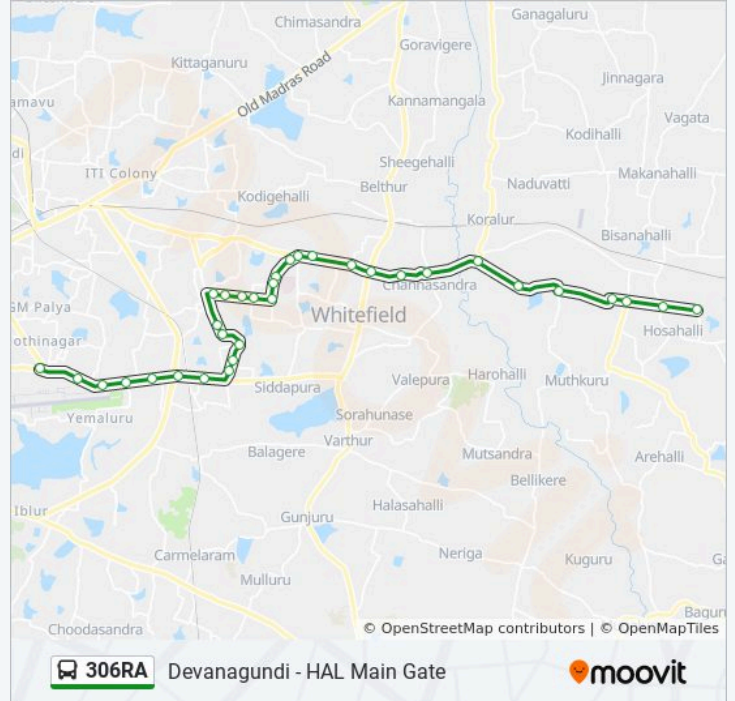 Ganagaluru
Chimasandra
Goravigere
Kittaganuru
Old Madras Road
Jinnagara
amavu
Kannamangala
Vagata
Kodihalli
di
Sheegehalli
ITI Colony
Makanahalli
Belthur
Naduvatti
Kodigehalli
Koralur
Bisanahalli
Channasandra
GM Palya
Whitefield
Hosahalli
othinagar
Harohalli
Valepura
Muthkuru
Siddapura
Sorahunase
Yemaluru
Varthur
Balagere
Mutsandra
Arehalli
Bellikere
Halasahalli
Iblur
Gunjuru
Carmelaram
Neriga
Kuguru
Ga
Mulluru
Bagur
Choodasandra
© OpenStreetMap contributors | © OpenMapTiles
306RA Devanagundi - HAL Main Gate moovit